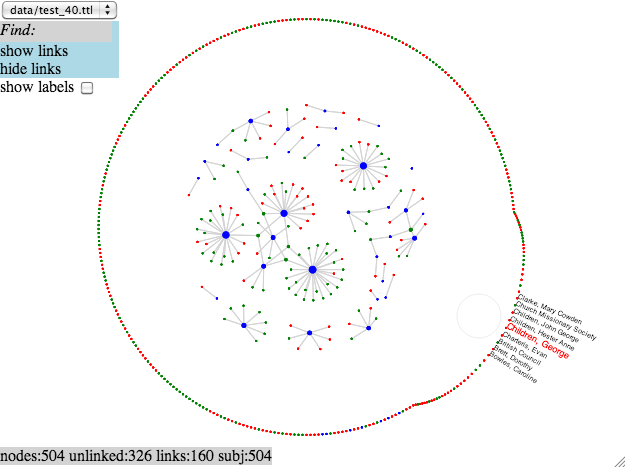 data/test_40.ttl
Find:
show links
hide links
show labels
Clarke, Mary Cowden
Church Missionary Society
Children, John George
Children, Hester Anne
Children, George
Charteris, Evan
British Council
Brett, Dorothy
Bowles, Caroline
nodes:504 unlinked:326 links:160 subj:504